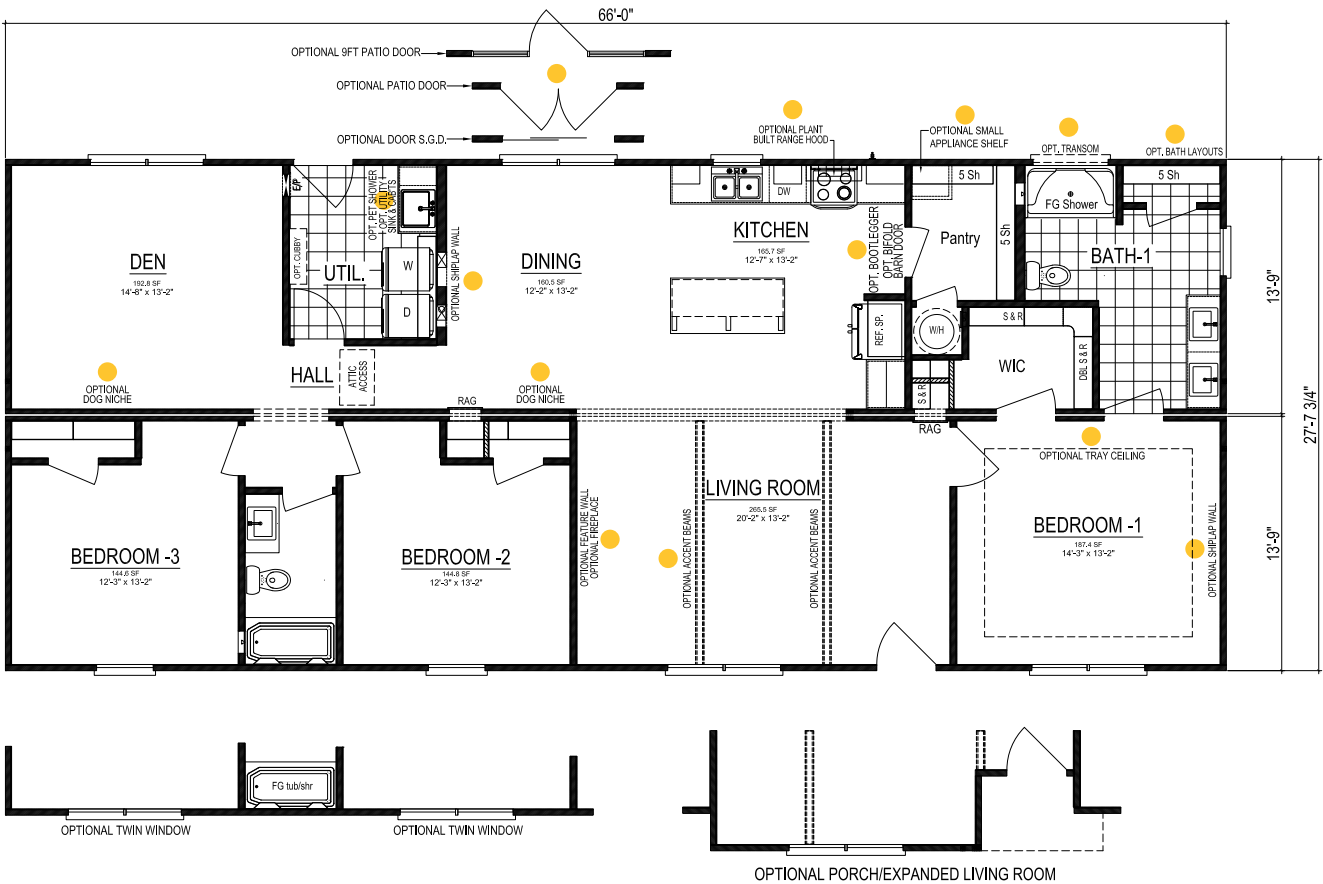 66'-0"
OPTIONAL 9FT PATIO DOOR
OPTIONAL PATIO DOOR
OPTIONAL DOOR S.G.D.
OPTIONAL PLANT
BUILT RANGE HOOD
OPTIONAL SMALL
APPLIANCE SHELF
OPT. TRANSOM
OPT. BATH LAYOUTS
E/P
OPT. PET SHOWER
OPT. UTILITY
SINK & CABTS
DW
5 Sh
5 Sh
5 Sh
FG Shower
DEN
192.8 SF
14'-8" x 13'-2"
OPT. CUBBY
UTIL.
W
D
OPTIONAL SHIPLAP WALL
DINING
160.5 SF
12'-2" x 13'-2"
KITCHEN
165.7 SF
12'-7" x 13'-2"
OPT. BOOTLEGGER
OPT. BIFOLD
BARN DOOR
Pantry
BATH-1
13'-9"
REF. SP.
W/H
S & R
WIC
DBL S & R
S & R
OPTIONAL
DOG NICHE
HALL
ATTIC
ACCESS
RAG
OPTIONAL
DOG NICHE
RAG
27'-7 3/4"
OPTIONAL TRAY CEILING
BEDROOM -3
144.6 SF
12'-3" x 13'-2"
BEDROOM -2
144.8 SF
12'-3" x 13'-2"
OPTIONAL FEATURE WALL
OPTIONAL FIREPLACE
OPTIONAL ACCENT BEAMS
LIVING ROOM
265.5 SF
20'-2" x 13'-2"
OPTIONAL ACCENT BEAMS
BEDROOM -1
187.4 SF
14'-3" x 13'-2"
OPTIONAL SHIPLAP WALL
13'-9"
FG tub/shr
OPTIONAL TWIN WINDOW
OPTIONAL TWIN WINDOW
OPTIONAL PORCH/EXPANDED LIVING ROOM